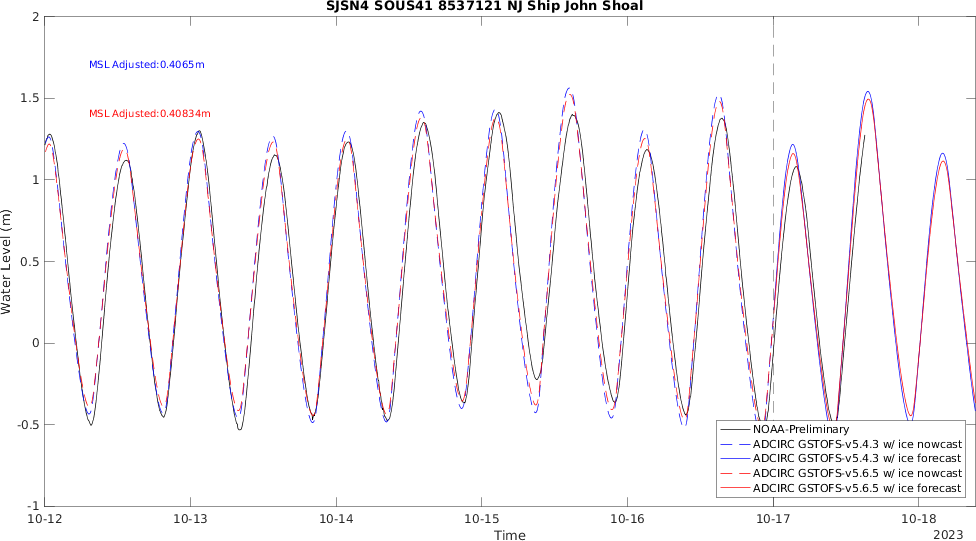 SJSN4 SOUS41 8537121 NJ Ship John Shoal
2
1.5
1
0.5
0
-0.5
-1
Water Level (m)
MSL Adjusted:0.4065m
MSL Adjusted:0.40834m
NOAA-Preliminary
ADCIRC GSTOFS-v5.4.3 w/ ice nowcast
ADCIRC GSTOFS-v5.4.3 w/ ice forecast
ADCIRC GSTOFS-v5.6.5 w/ ice nowcast
ADCIRC GSTOFS-v5.6.5 w/ ice forecast
10-12 10-13 10-14 10-15 10-16 10-17 10-18
Time
2023